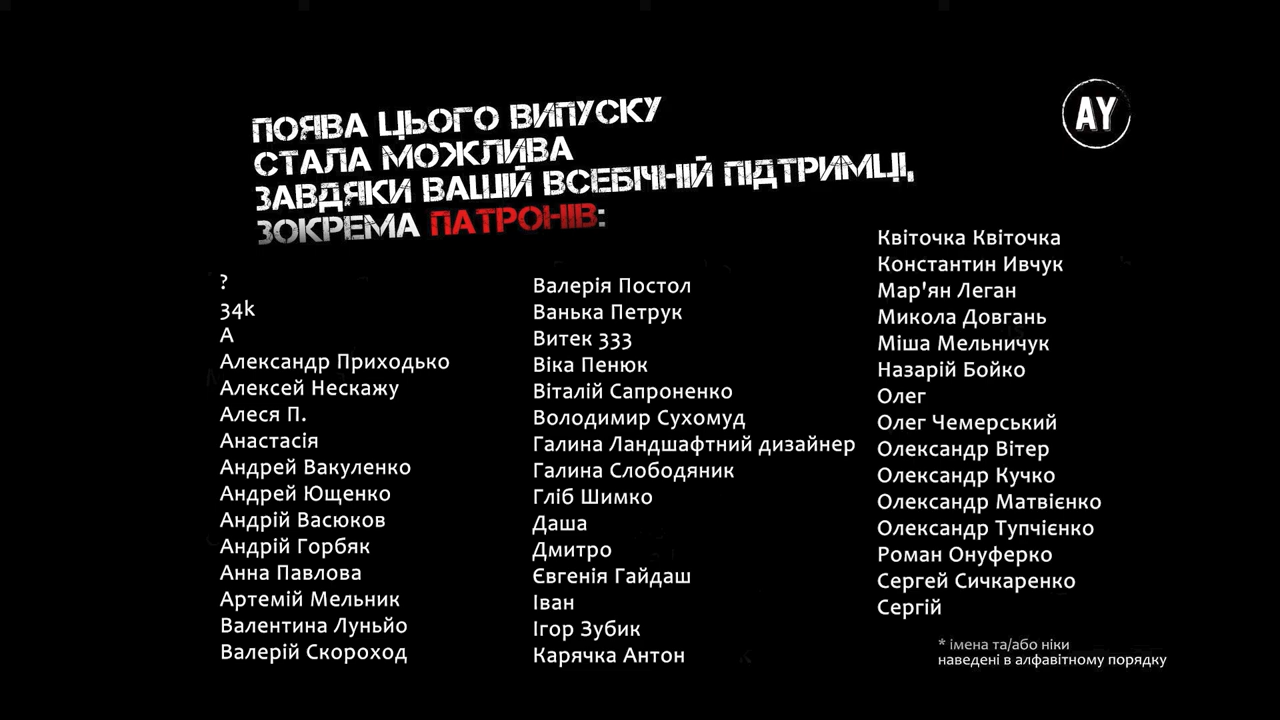 ПОЯВА ЦЬОГО ВИПУСКУ
СТАЛА МОЖЛИВА
ЗАВДЯКИ ВАШІЙ ВСЕБІЧНІЙ ПІДТРИМЦІ,
ЗОКРЕМА ПАТРОНІВ:
АУ
?
34k
А
Александр Приходько
Алексей Нескажу
Алеся П.
Анастасія
Андрей Вакуленко
Андрей Ющенко
Андрій Васюков
Андрій Горбяк
Анна Павлова
Артемій Мельник
Валентина Луньйо
Валерій Скороход
Валерія Постол
Ванька Петрук
Витек 333
Віка Пенюк
Віталій Сапроненко
Володимир Сухомуд
Галина Ландшафтний дизайнер
Галина Слободяник
Гліб Шимко
Даша
Дмитро
Євгенія Гайдаш
Іван
Ігор Зубик
Карячка Антон
Квіточка Квіточка
Константин Ивчук
Мар'ян Леган
Микола Довгань
Міша Мельничук
Назарій Бойко
Олег
Олег Чемерський
Олександр Вітер
Олександр Кучко
Олександр Матвієнко
Олександр Тупчієнко
Роман Онуферко
Сергей Сичкаренко
Сергій
* імена та/або ніки
наведені в алфавітному порядку